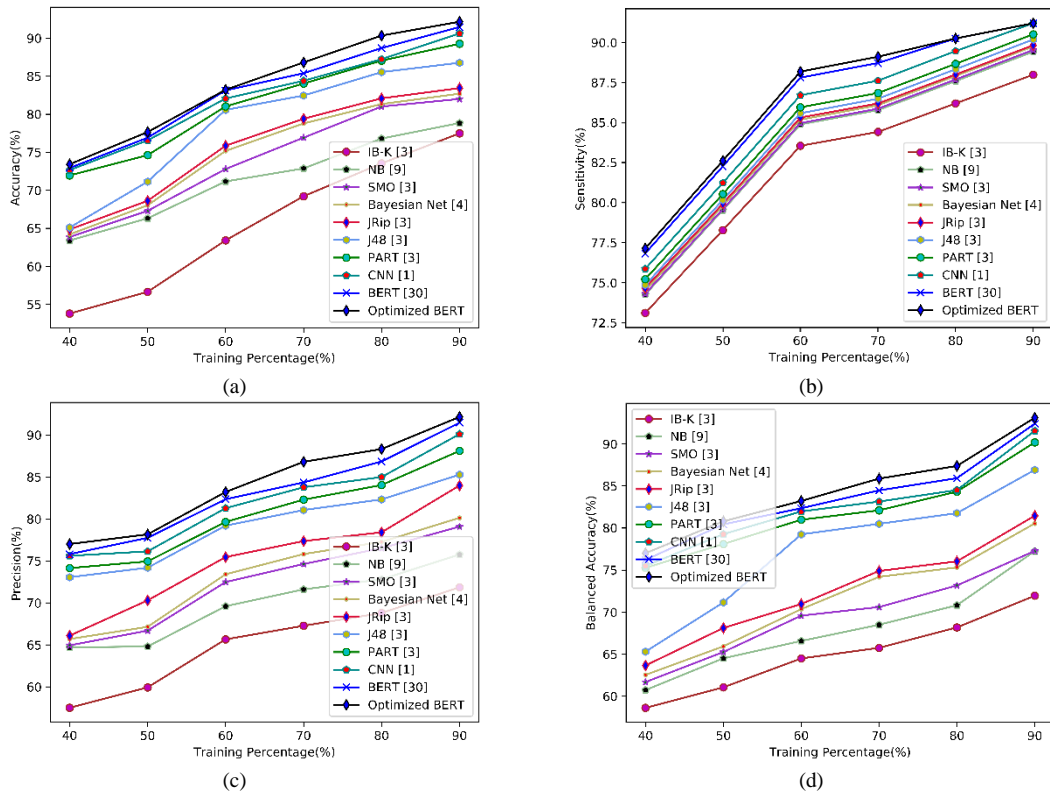 90
85
80
75
70
65
60
55
Accuracy(%)
IB-K [3]
NB [9]
SMO [3]
Bayesian Net [4]
JRip [3]
J48 [3]
PART [3]
CNN [1]
BERT [30]
Optimized BERT
40 50 60 70 80 90
Training Percentage(%)
(a)
90.0
87.5
85.0
82.5
80.0
77.5
75.0
72.5
Sensitivity(%)
IB-K [3]
NB [9]
SMO [3]
Bayesian Net [4]
JRip [3]
J48 [3]
PART [3]
CNN [1]
BERT [30]
Optimized BERT
40 50 60 70 80 90
Training Percentage(%)
(b)
90
85
80
75
70
65
60
Precision(%)
IB-K [3]
NB [9]
SMO [3]
Bayesian Net [4]
JRip [3]
J48 [3]
PART [3]
CNN [1]
BERT [30]
Optimized BERT
40 50 60 70 80 90
Training Percentage(%)
(c)
90
85
80
75
70
65
60
Balanced Accuracy(%)
IB-K [3]
NB [9]
SMO [3]
Bayesian Net [4]
JRip [3]
J48 [3]
PART [3]
CNN [1]
BERT [30]
Optimized BERT
40 50 60 70 80 90
Training Percentage(%)
(d)